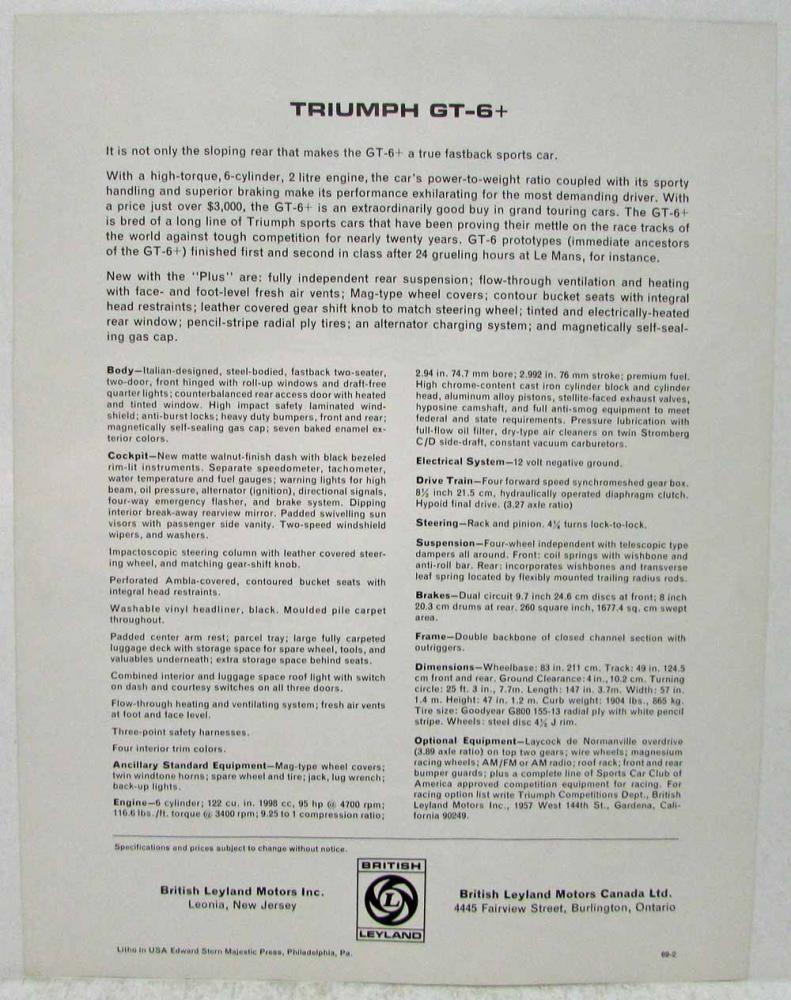 TRIUMPH GT-6+
It is not only the sloping rear that makes the GT-6+ a true fastback sports car.
With a high-torque, 6-cylinder, 2 litre engine, the car's power-to-weight ratio coupled with its sporty
handling and superior braking make its performance exhilarating for the most demanding driver. With
a price just over $3,000, the GT-6+ is an extraordinarily good buy in grand touring cars. The GT-6+
is bred of a long line of Triumph sports cars that have been proving their mettle on the race tracks of
the world against tough competition for nearly twenty years. GT-6 prototypes (immediate ancestors
of the GT-6+) finished first and second in class after 24 grueling hours at Le Mans, for instance.
New with the "Plus" are: fully independent rear suspension; flow-through ventilation and heating
with face- and foot-level fresh air vents; Mag-type wheel covers; contour bucket seats with integral
head restraints; leather covered gear shift knob to match steering wheel; tinted and electrically-heated
rear window; pencil-stripe radial ply tires; an alternator charging system; and magnetically self-seal-
ing gas cap.
Body—Italian-designed, steel-bodied, fastback two-seater,
two-door, front hinged with roll-up windows and draft-free
quarter lights; counterbalanced rear access door with heated
and tinted window. High impact safety laminated wind-
shield; anti-burst locks; heavy duty bumpers, front and rear;
magnetically self-sealing gas cap; seven baked enamel ex-
terior colors.
Cockpit—New matte walnut-finish dash with black bezeled
rim-lit instruments. Separate speedometer, tachometer,
water temperature and fuel gauges; warning lights for high
beam, oil pressure, alternator (ignition), directional signals,
four-way emergency flasher, and brake system. Dipping
interior break-away rearview mirror. Padded swivelling sun
visors with passenger side vanity. Two-speed windshield
wipers, and washers.
Impactoscopic steering column with leather covered steer-
ing wheel, and matching gear-shift knob.
Perforated Ambla-covered, contoured bucket seats with
integral head restraints.
Washable vinyl headliner, black. Moulded pile carpet
throughout.
Padded center arm rest; parcel tray; large fully carpeted
luggage deck with storage space for spare wheel, tools, and
valuables underneath; extra storage space behind seats.
Combined interior and luggage space roof light with switch
on dash and courtesy switches on all three doors.
Flow-through heating and ventilating system; fresh air vents
at foot and face level.
Three-point safety harnesses.
Four interior trim colors.
Ancillary Standard Equipment—Mag-type wheel covers;
twin windtone horns; spare wheel and tire; jack, lug wrench;
back-up lights.
Engine—6 cylinder; 122 cu. in. 1998 cc, 95 hp @ 4700 rpm;
116.6 lbs./ft. torque @ 3400 rpm; 9.25 to 1 compression ratio;
2.94 in. 74.7 mm bore; 2.992 in. 76 mm stroke; premium fuel.
High chrome-content cast iron cylinder block and cylinder
head, aluminum alloy pistons, stellite-faced exhaust valves,
hyposine camshaft, and full anti-smog equipment to meet
federal and state requirements. Pressure lubrication with
full-flow oil filter, dry-type air cleaners on twin Stromberg
C/D side-draft, constant vacuum carburetors.
Electrical System—12 volt negative ground.
Drive Train—Four forward speed synchromeshed gear box.
8½ inch 21.5 cm, hydraulically operated diaphragm clutch.
Hypoid final drive. (3.27 axle ratio)
Steering—Rack and pinion. 4¼ turns lock-to-lock.
Suspension—Four-wheel independent with telescopic type
dampers all around. Front: coil springs with wishbone and
anti-roll bar. Rear: incorporates wishbones and transverse
leaf spring located by flexibly mounted trailing radius rods.
Brakes—Dual circuit 9.7 inch 24.6 cm discs at front; 8 inch
20.3 cm drums at rear. 260 square inch, 1677.4 sq. cm swept
area.
Frame—Double backbone of closed channel section with
outriggers.
Dimensions—Wheelbase: 83 in. 211 cm. Track: 49 in. 124.5
cm front and rear. Ground Clearance: 4 in., 10.2 cm. Turning
circle: 25 ft. 3 in., 7.7m. Length: 147 in. 3.7m. Width: 57 in.
1.4 m. Height: 47 in. 1.2 m. Curb weight: 1904 lbs., 865 kg.
Tire size: Goodyear G800 155-13 radial ply with white pencil
stripe. Wheels: steel disc 4½ J rim.
Optional Equipment—Laycock de Normanville overdrive
(3.89 axle ratio) on top two gears; wire wheels; magnesium
racing wheels; AM/FM or AM radio; roof rack; front and rear
bumper guards; plus a complete line of Sports Car Club of
America approved competition equipment for racing. For
racing option list write Triumph Competitions Dept., British
Leyland Motors Inc., 1957 West 144th St., Gardena, Cali-
fornia 90249.
Specifications and prices subject to change without notice.
British Leyland Motors Inc.
Leonia, New Jersey
BRITISH
L
LEYLAND
British Leyland Motors Canada Ltd.
4445 Fairview Street, Burlington, Ontario
Litho in USA Edward Stern Majestic Press, Philadelphia, Pa.
69-2